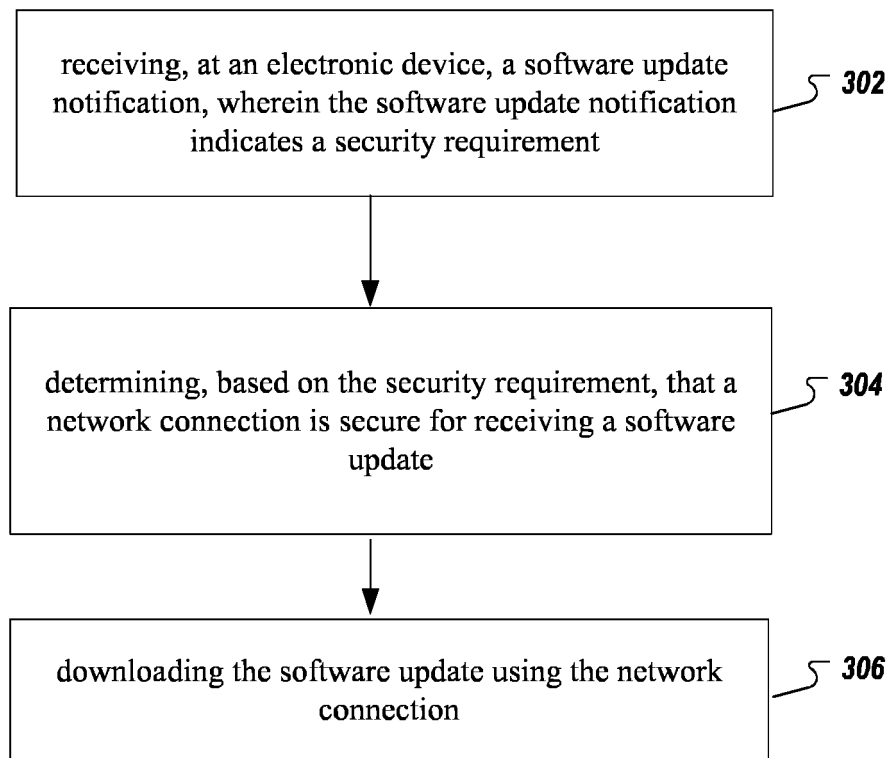 receiving, at an electronic device, a software update
notification, wherein the software update notification
indicates a security requirement
302
determining, based on the security requirement, that a
network connection is secure for receiving a software
update
304
downloading the software update using the network
connection
306